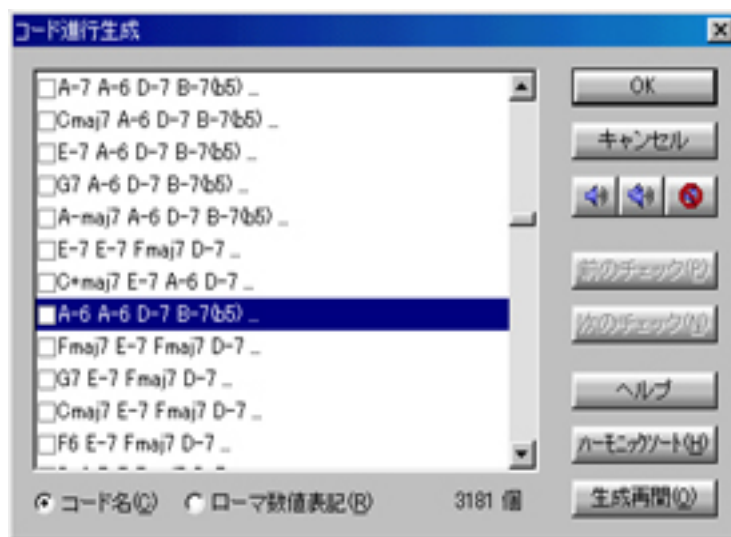 コード進行生成
A-7 A-6 D-7 B-7(b5) ...
Cmaj7 A-6 D-7 B-7(b5) ...
E-7 A-6 D-7 B-7(b5) ...
G7 A-6 D-7 B-7(b5) ...
A-maj7 A-6 D-7 B-7(b5) ...
E-7 E-7 Fmaj7 D-7 ...
C+maj7 E-7 A-6 D-7 ...
A-6 A-6 D-7 B-7(b5) ...
Fmaj7 E-7 Fmaj7 D-7 ...
G7 E-7 Fmaj7 D-7 ...
Cmaj7 E-7 Fmaj7 D-7 ...
F6 E-7 Fmaj7 D-7 ...
コード名(C) ローマ数値表記(R) 3181 個
OK
キャンセル
前のチェック(P)
次のチェック(N)
ヘルプ
ハーモニックソート(H)
生成再開(O)